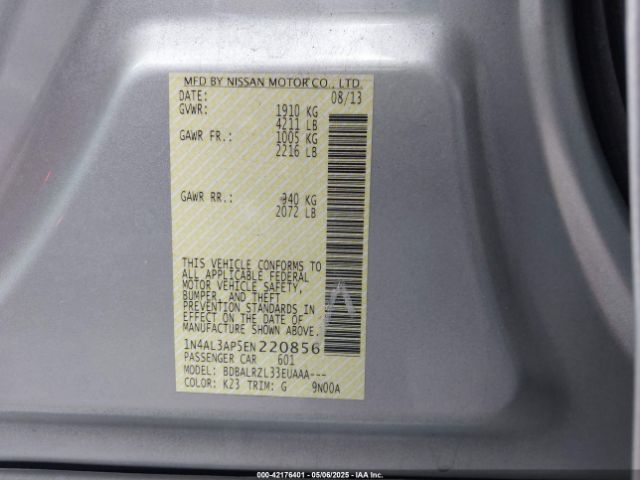 MFD BY NISSAN MOTOR CO., LTD.
DATE: 08/13
GVWR: 1910 KG
4211 LB
GAWR FR.: 1005 KG
2216 LB
GAWR RR.: 940 KG
2072 LB
THIS VEHICLE CONFORMS TO
ALL APPLICABLE FEDERAL
MOTOR VEHICLE SAFETY,
BUMPER, AND THEFT
PREVENTION STANDARDS IN
EFFECT ON THE DATE OF
MANUFACTURE SHOWN ABOVE.
A
1N4AL3AP5EN220856
PASSENGER CAR 601
MODEL: BDBALRZL33EUAAA---
COLOR: K23 TRIM: G 9N00A
000-42176401 | 05/06/2025 | IAA Inc.